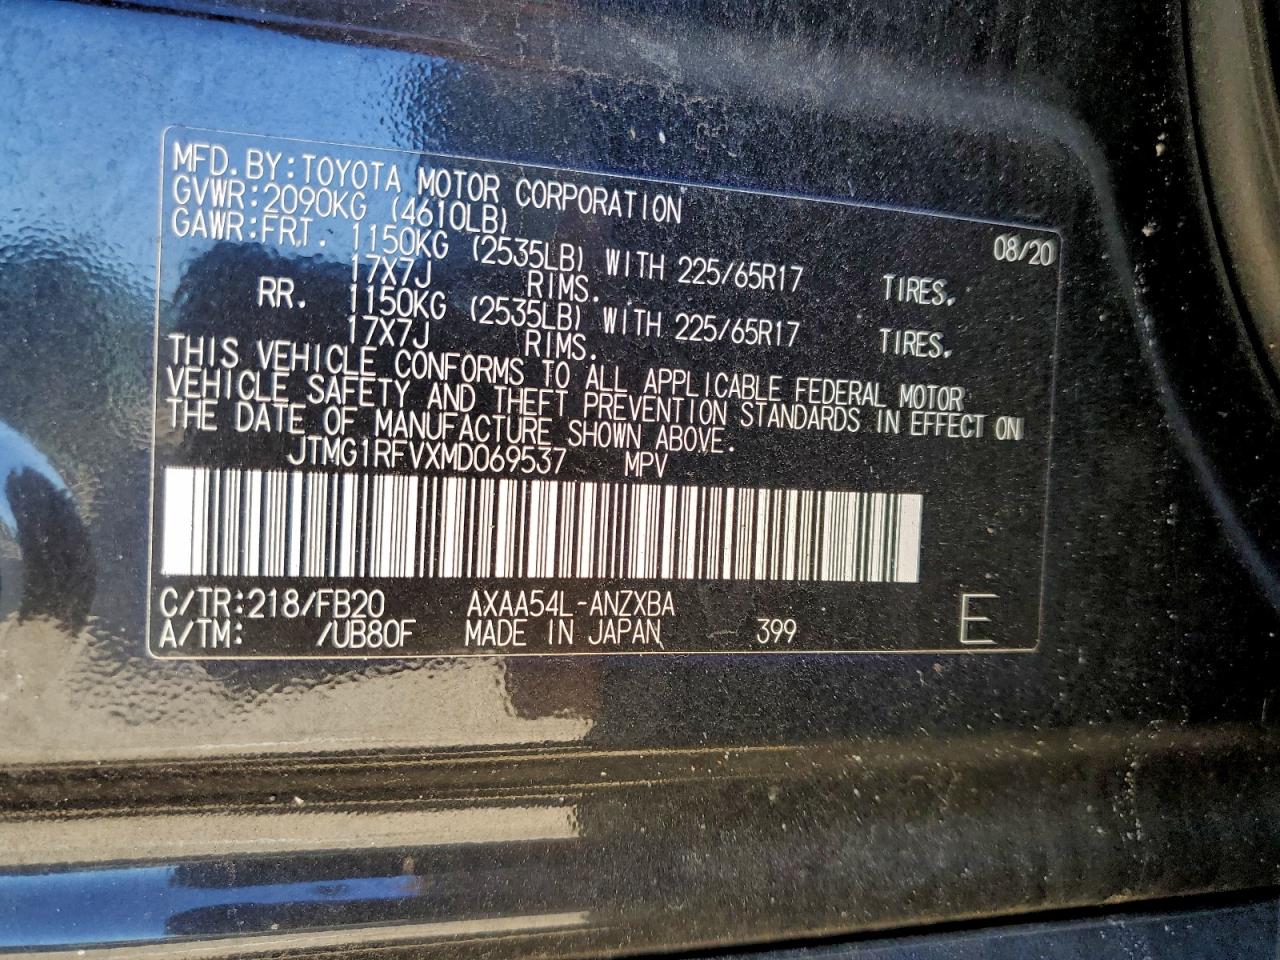 MFD.BY:TOYOTA MOTOR CORPORATION 08/20
GVWR:2090KG (4610LB)
GAWR:FRT. 1150KG (2535LB) WITH 225/65R17 TIRES.
17X7J RIMS.
RR. 1150KG (2535LB) WITH 225/65R17 TIRES.
17X7J RIMS.
THIS VEHICLE CONFORMS TO ALL APPLICABLE FEDERAL MOTOR
VEHICLE SAFETY AND THEFT PREVENTION STANDARDS IN EFFECT ON
THE DATE OF MANUFACTURE SHOWN ABOVE.
JTMG1RFVXMD069537 MPV
C/TR:218/FB20 AXAA54L-ANZXBA
A/TM: /UB80F MADE IN JAPAN 399 E